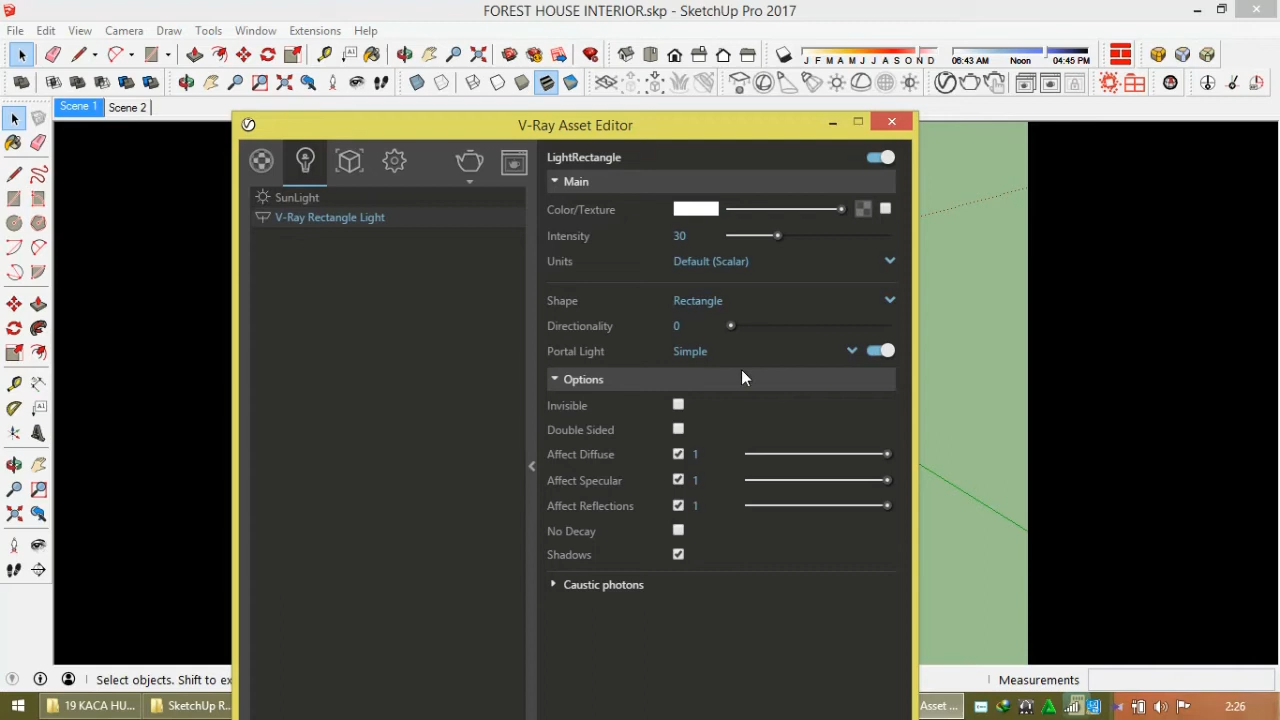 FOREST HOUSE INTERIOR.skp - SketchUp Pro 2017
File Edit View Camera Draw Tools Window Extensions Help
J F M A M J J A S O N D 06:43 AM Noon 04:45 PM
Scene 1 Scene 2
V-Ray Asset Editor
LightRectangle
Main
SunLight
V-Ray Rectangle Light
Color/Texture
Intensity 30
Units Default (Scalar)
Shape Rectangle
Directionality 0
Portal Light Simple
Options
Invisible
Double Sided
Affect Diffuse 1
Affect Specular 1
Affect Reflections 1
No Decay
Shadows
Caustic photons
Select objects. Shift to ex
Measurements
19 KACA HU... SketchUp R... Asset ... 2:26